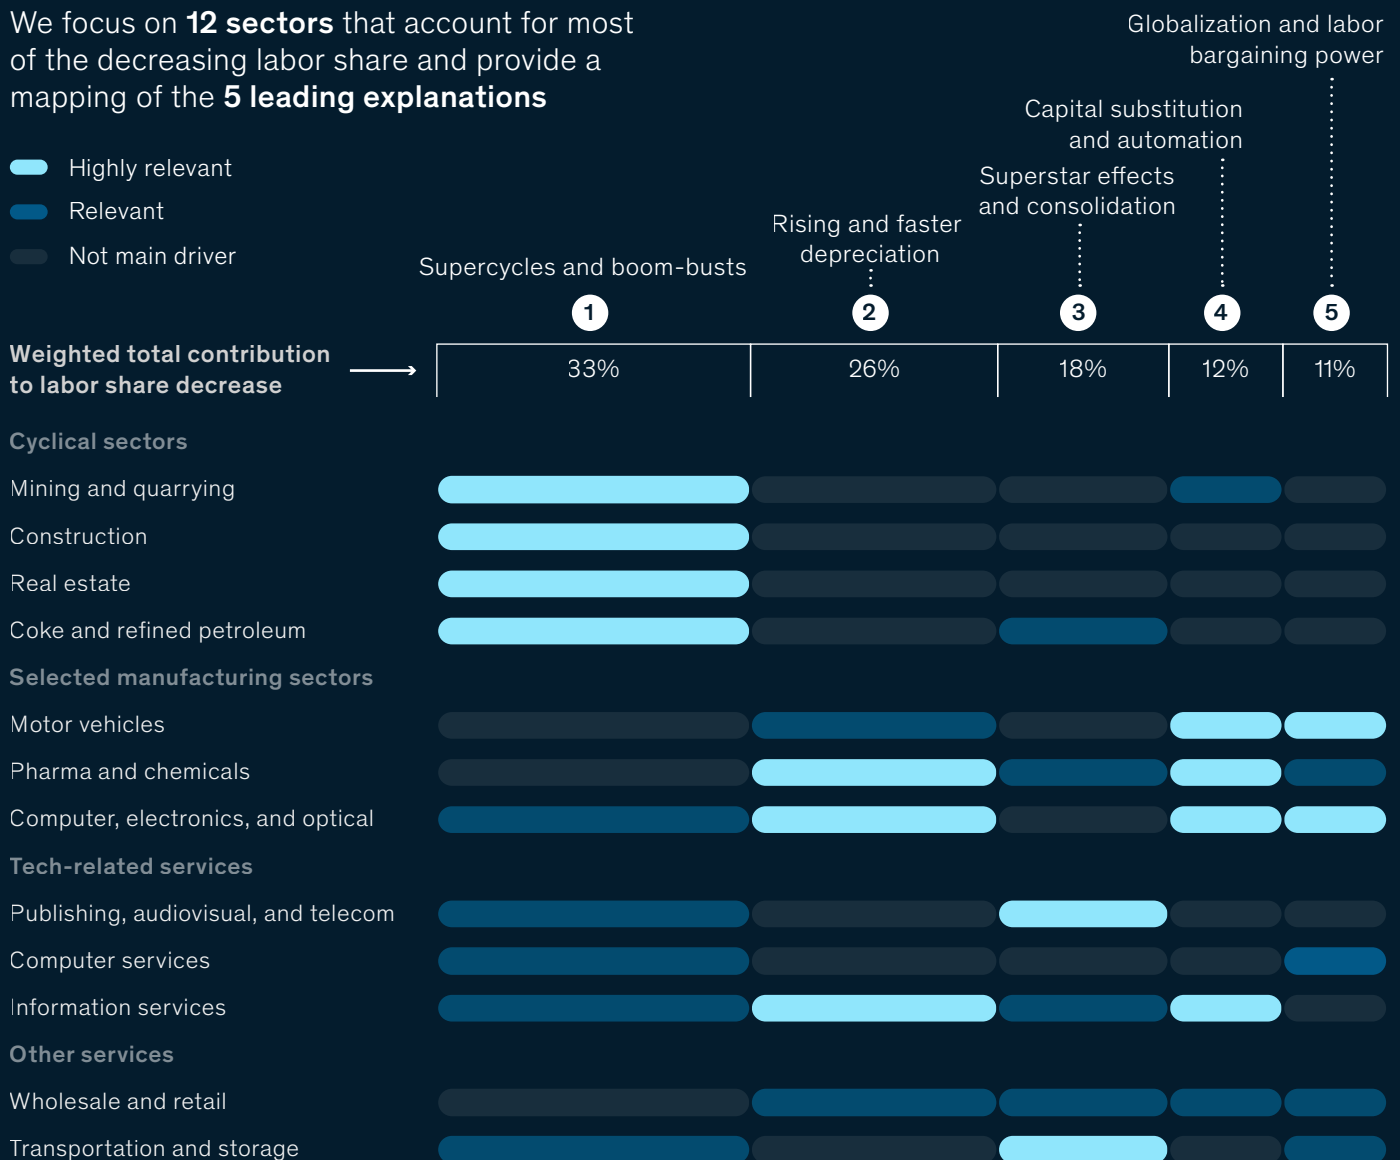 We focus on 12 sectors that account for most
of the decreasing labor share and provide a
mapping of the 5 leading explanations
Highly relevant
Relevant
Not main driver
Globalization and labor
bargaining power
Capital substitution
and automation
Superstar effects
and consolidation
Rising and faster
depreciation
Supercycles and boom-busts
1 2 3 4 5
Weighted total contribution
to labor share decrease
33% 26% 18% 12% 11%
Cyclical sectors
Mining and quarrying
Construction
Real estate
Coke and refined petroleum
Selected manufacturing sectors
Motor vehicles
Pharma and chemicals
Computer, electronics, and optical
Tech-related services
Publishing, audiovisual, and telecom
Computer services
Information services
Other services
Wholesale and retail
Transportation and storage